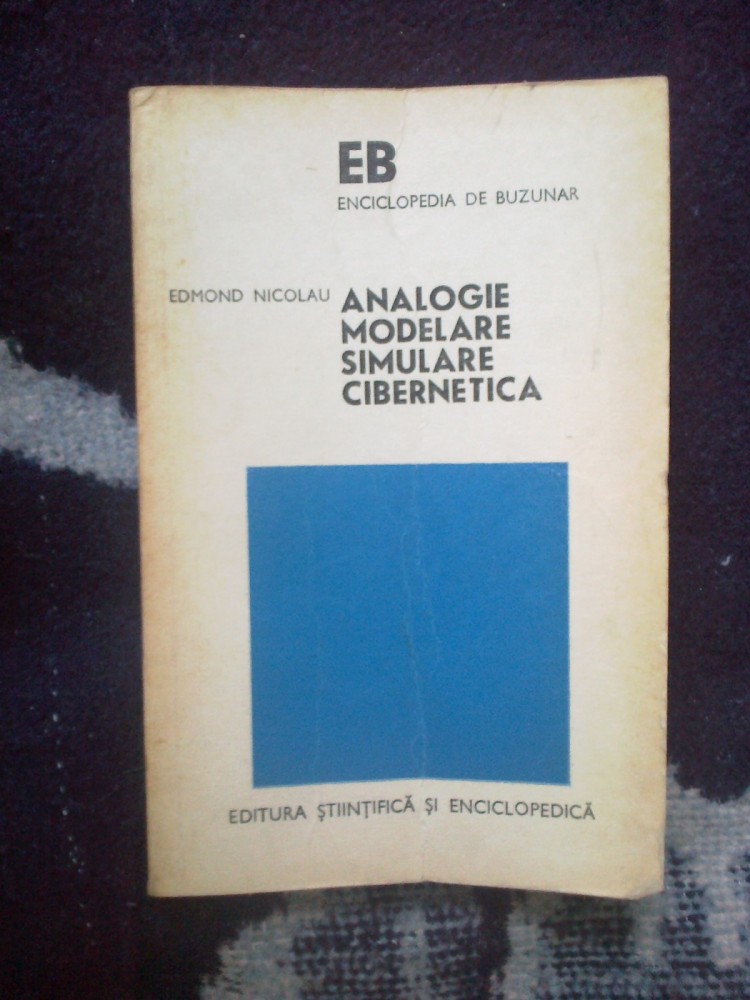 EB
ENCICLOPEDIA DE BUZUNAR
EDMOND NICOLAU
ANALOGIE
MODELARE
SIMULARE
CIBERNETICA
EDITURA ŞTIINŢIFICĂ ŞI ENCICLOPEDICĂ